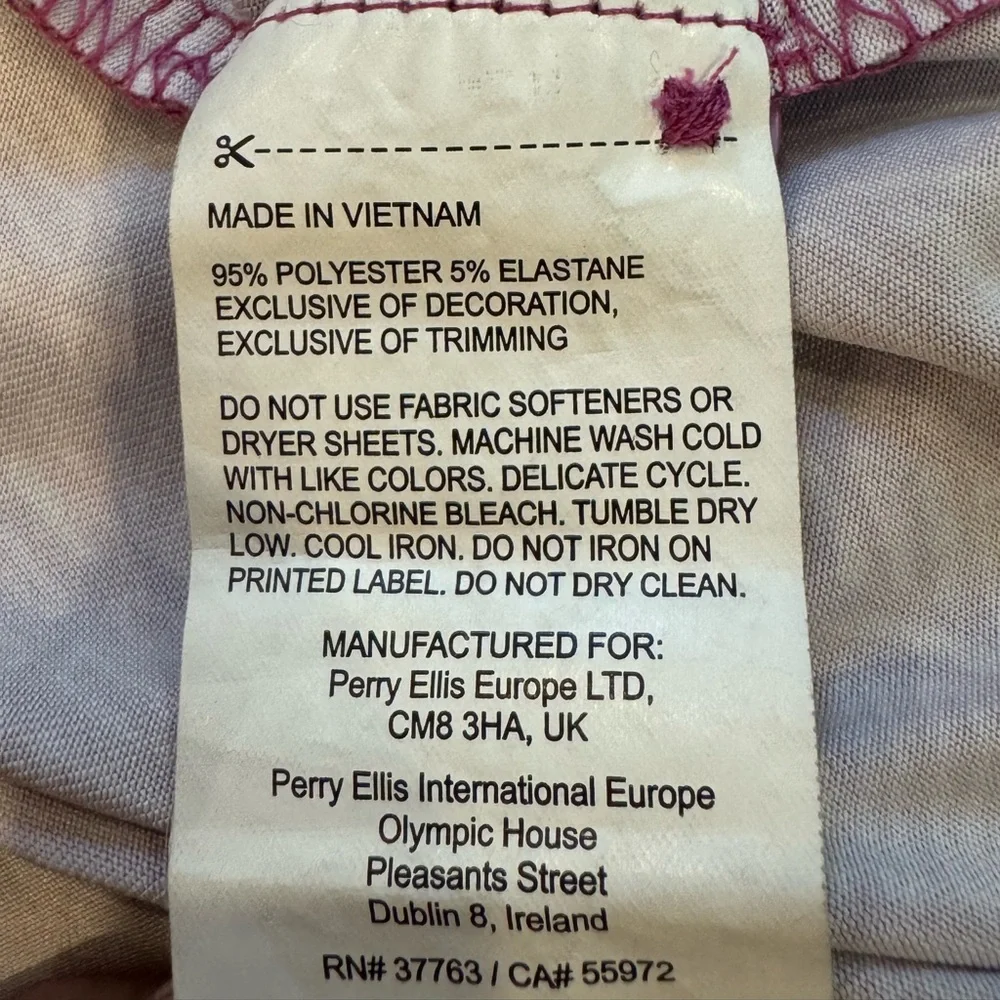 MADE IN VIETNAM
95% POLYESTER 5% ELASTANE
EXCLUSIVE OF DECORATION,
EXCLUSIVE OF TRIMMING
DO NOT USE FABRIC SOFTENERS OR
DRYER SHEETS. MACHINE WASH COLD
WITH LIKE COLORS. DELICATE CYCLE.
NON-CHLORINE BLEACH. TUMBLE DRY
LOW. COOL IRON. DO NOT IRON ON
PRINTED LABEL. DO NOT DRY CLEAN.
MANUFACTURED FOR:
Perry Ellis Europe LTD,
CM8 3HA, UK
Perry Ellis International Europe
Olympic House
Pleasants Street
Dublin 8, Ireland
RN# 37763 / CA# 55972